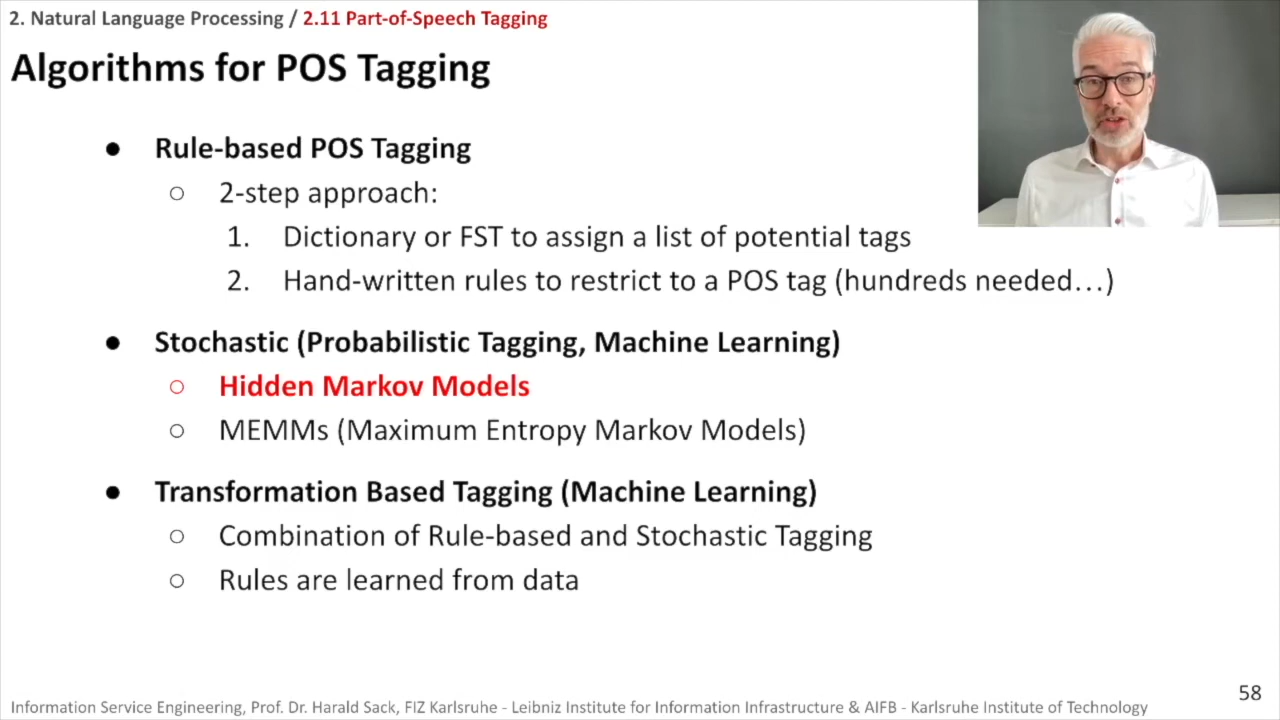 2. Natural Language Processing / 2.11 Part-of-Speech Tagging
Algorithms for POS Tagging
● Rule-based POS Tagging
○ 2-step approach:
1. Dictionary or FST to assign a list of potential tags
2. Hand-written rules to restrict to a POS tag (hundreds needed…)
● Stochastic (Probabilistic Tagging, Machine Learning)
○ Hidden Markov Models
○ MEMMs (Maximum Entropy Markov Models)
● Transformation Based Tagging (Machine Learning)
○ Combination of Rule-based and Stochastic Tagging
○ Rules are learned from data
58
Information Service Engineering, Prof. Dr. Harald Sack, FIZ Karlsruhe - Leibniz Institute for Information Infrastructure & AIFB - Karlsruhe Institute of Technology